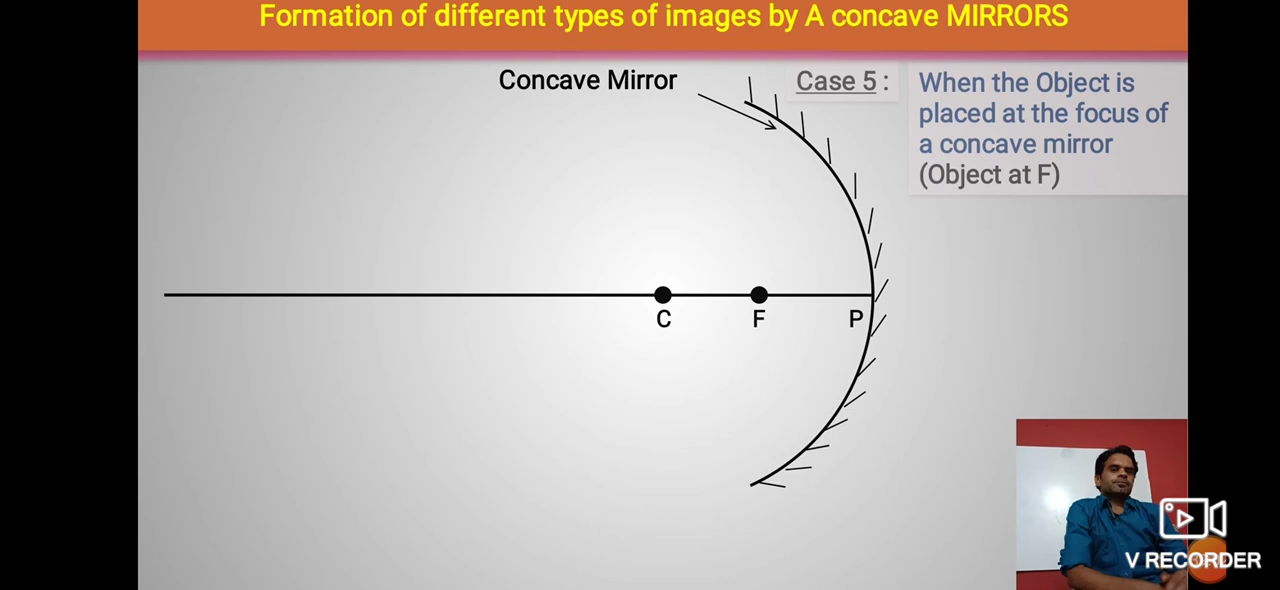 Formation of different types of images by A concave MIRRORS
Concave Mirror
Case 5 :
When the Object is
placed at the focus of
a concave mirror
(Object at F)
C
F
P
V RECORDER